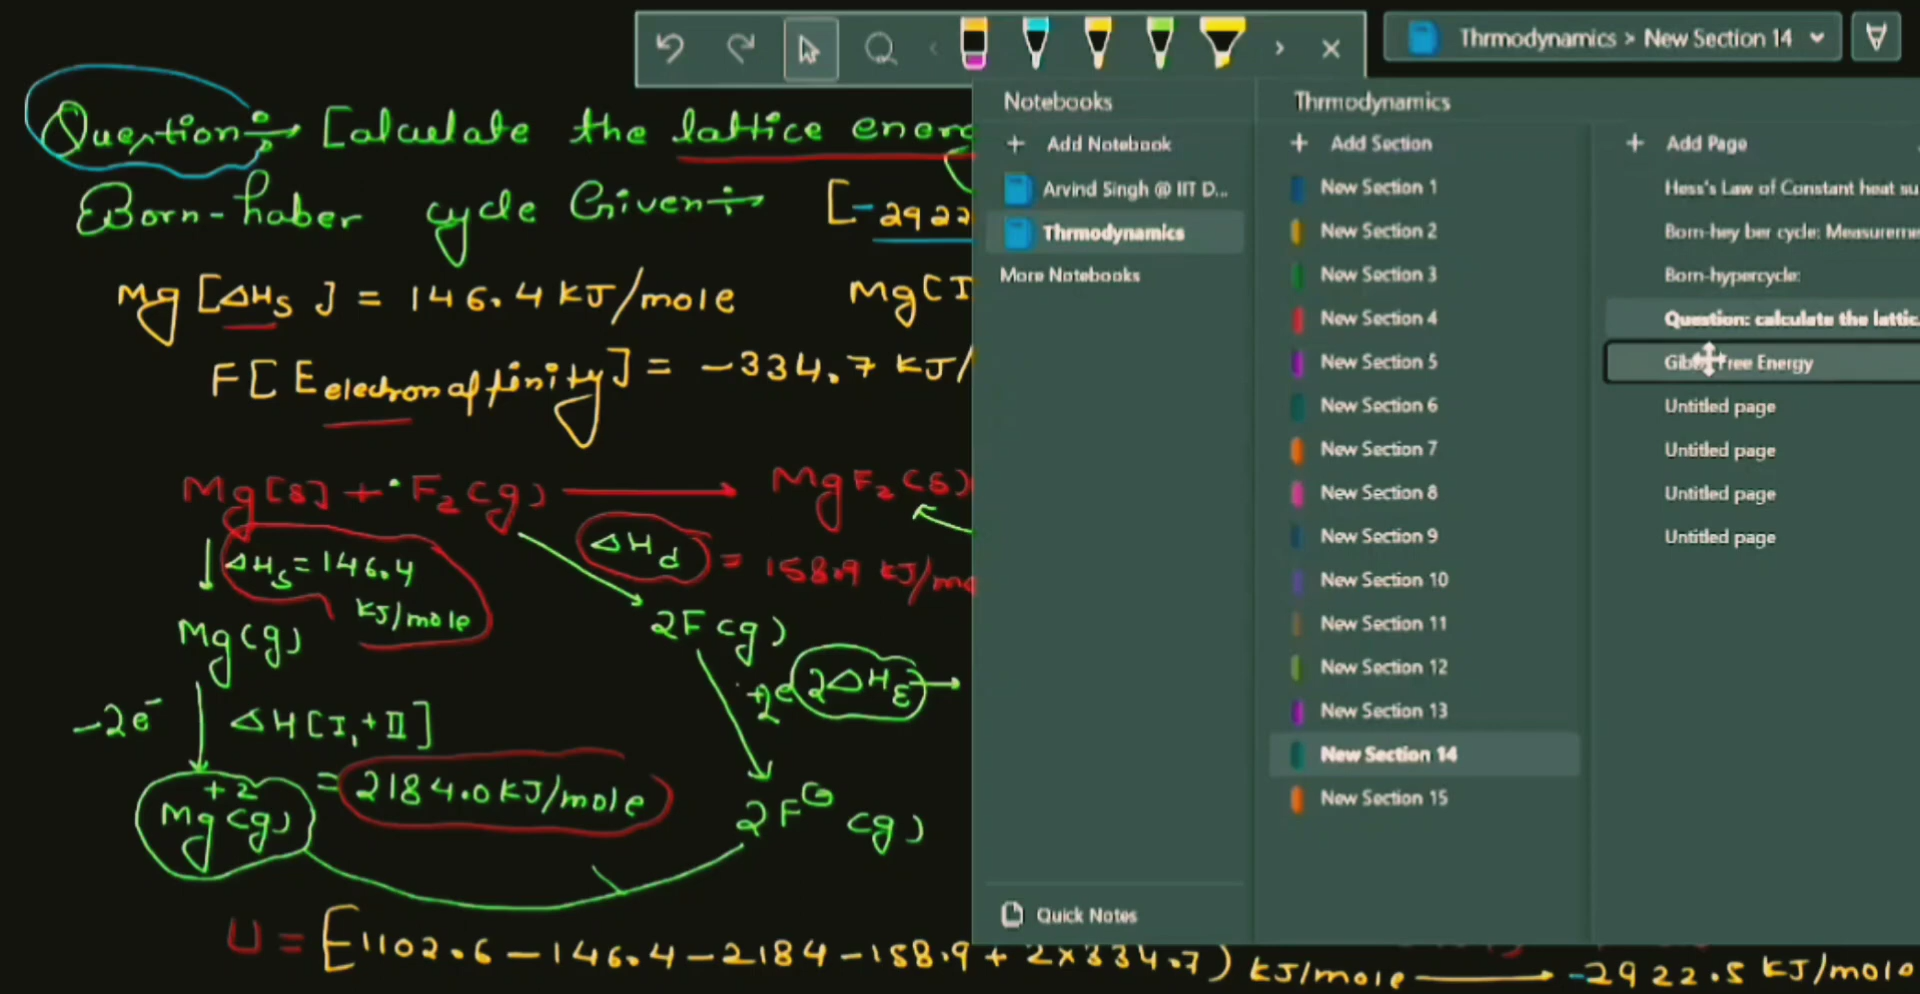 Thrmodynamics > New Section 14
Question:→ Calculate the lattice energ
Born-haber cycle Given:→ [-2922
Mg [ΔHs] = 146.4 KJ/mole Mg[I
F[Eelectron affinity] = -334.7 KJ/
Mg[s] + F2(g) → MgF2(s)
ΔHs = 146.4
KJ/mole
ΔHd = 158.9 KJ/mo
Mg(g)
2F(g)
-2e⁻
ΔH[I,+II]
+2e
2ΔHE
= 2184.0 KJ/mole
Mg+2(g)
2F⊖(g)
U = [-1102.6 - 146.4 - 2184 - 158.9 + 2×334.7) KJ/mole → -2922.5 KJ/mole
Notebooks
+ Add Notebook
Arvind Singh @ IIT D...
Thrmodynamics
More Notebooks
Quick Notes
Thrmodynamics
+ Add Section
New Section 1
New Section 2
New Section 3
New Section 4
New Section 5
New Section 6
New Section 7
New Section 8
New Section 9
New Section 10
New Section 11
New Section 12
New Section 13
New Section 14
New Section 15
+ Add Page
Hess's Law of Constant heat su
Born-hey ber cycle: Measureme
Born-hypercycle:
Question: calculate the lattic
Free Energy
Untitled page
Untitled page
Untitled page
Untitled page